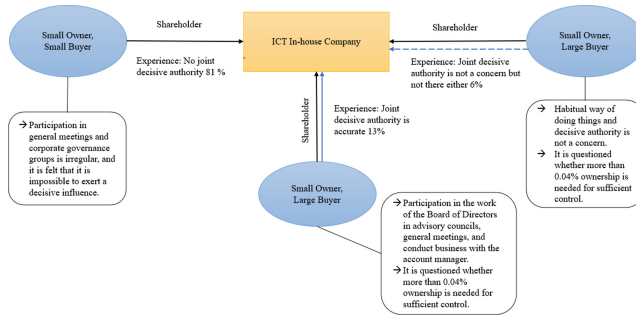 Small Owner,
Small Buyer
Shareholder
Experience: No joint
decisive authority 81 %
ICT In-house Company
Shareholder
Experience: Joint decisive
authority is not a concern but
not there either 6%
Small Owner,
Large Buyer
Shareholder
Experience: Joint
decisive authority is
accurate 13%
→ Participation in
general meetings and
corporate governance
groups is irregular, and
it is felt that it is
impossible to exert a
decisive influence.
→ Habitual way of
doing things and
decisive authority is
not a concern.
→ It is questioned
whether more than
0.04% ownership is
needed for sufficient
control.
Small Owner,
Large Buyer
→ Participation in the work
of the Board of Directors
in advisory councils,
general meetings, and
conduct business with the
account manager.
→ It is questioned whether
more than 0.04%
ownership is needed for
sufficient control.